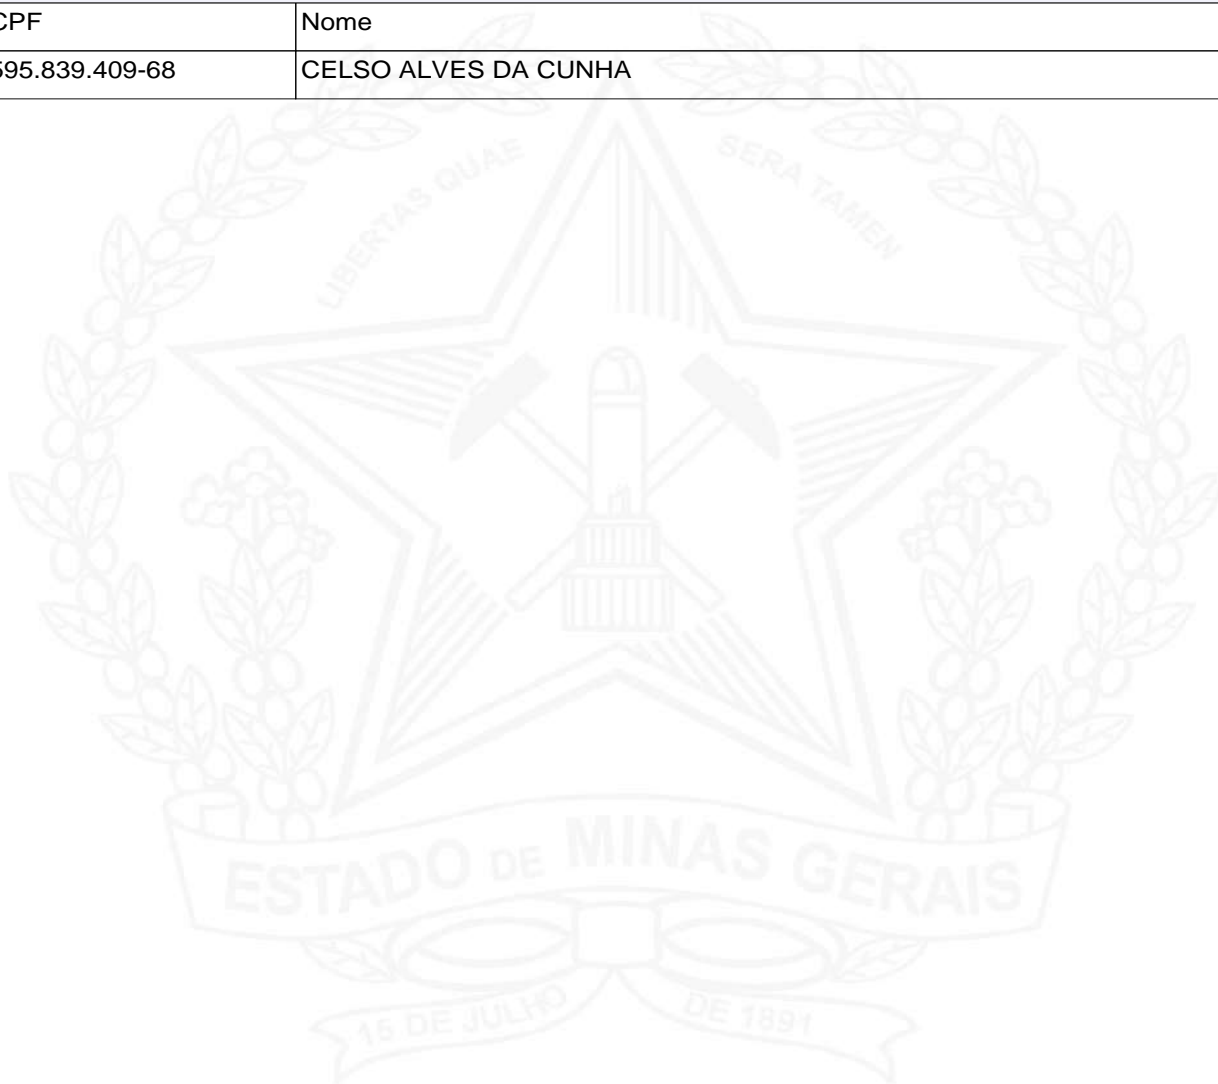 CPF Nome
595.839.409-68 CELSO ALVES DA CUNHA
LIBERTAS QUAE SERA TAMEN
ESTADO DE MINAS GERAIS
15 DE JULHO DE 1891